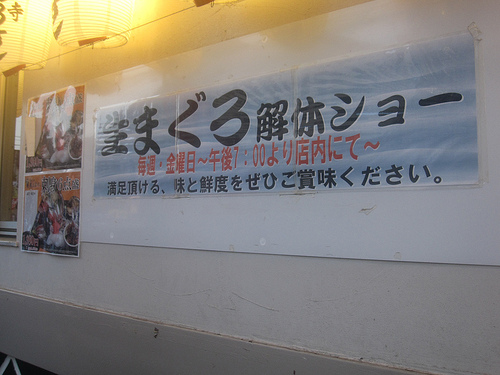 生まぐろ解体ショー
毎週・金曜日～午後7:00より店内にて～
満足頂ける、味と鮮度をぜひご賞味ください。
寺